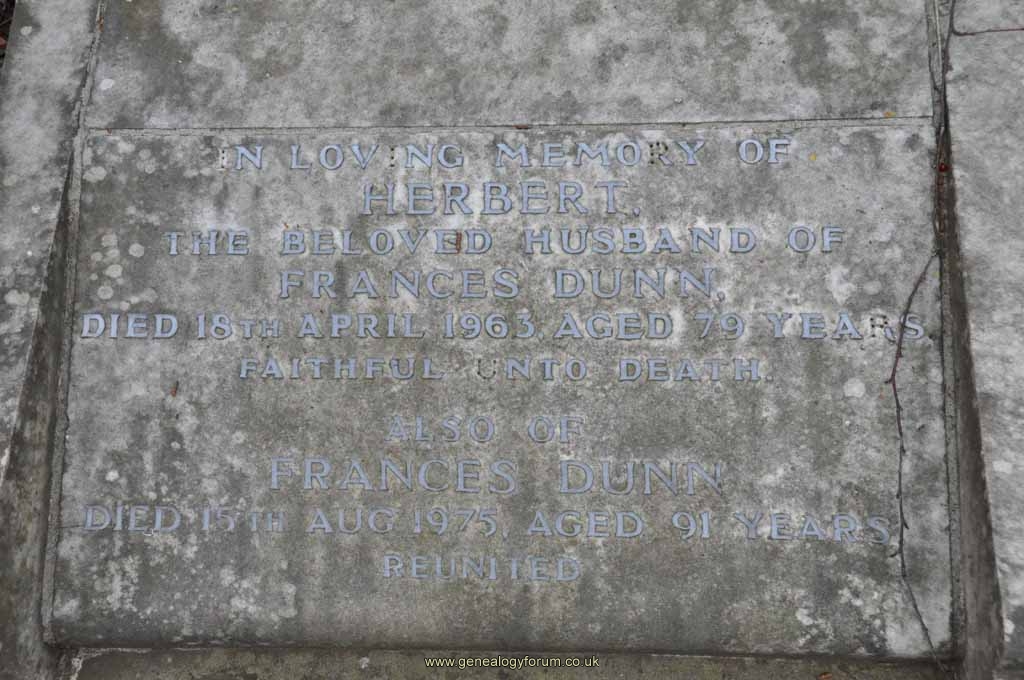 IN LOVING MEMORY OF
HERBERT.
THE BELOVED HUSBAND OF
FRANCES DUNN,
DIED 18TH APRIL 1963, AGED 79 YEARS.
FAITHFUL UNTO DEATH.
ALSO OF
FRANCES DUNN
DIED 15TH AUG 1975, AGED 91 YEARS
REUNITED
www.genealogyforum.co.uk